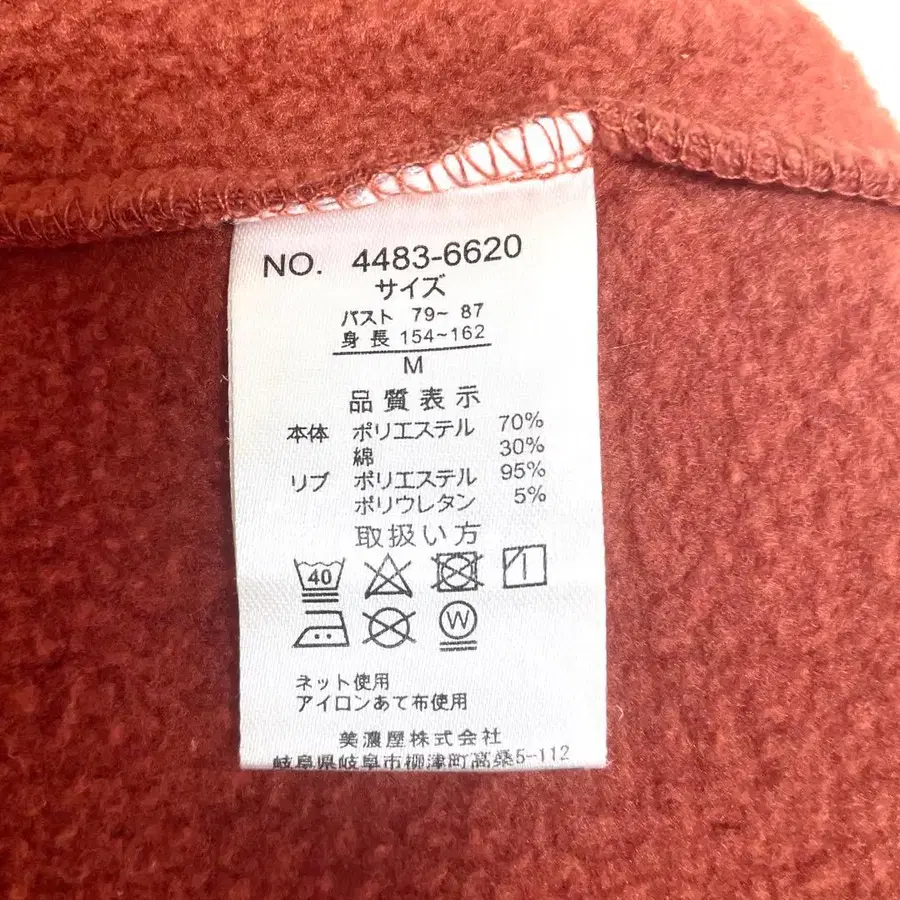 NO. 4483-6620
サイズ
バスト 79~ 87
身長 154~162
M
品質表示
本体 ポリエステル 70%
綿 30%
リブ ポリエステル 95%
ポリウレタン 5%
取扱い方
40
W
ネット使用
アイロンあて布使用
美濃屋株式会社
岐阜県岐阜市柳津町高桑5-112